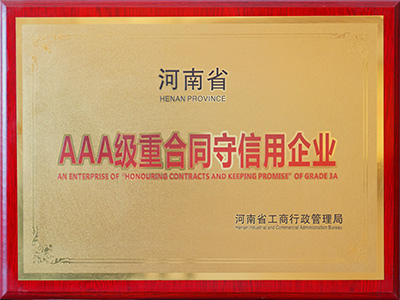 河南省
HENAN PROVINCE
AAA级重合同守信用企业
AN ENTERPRISE OF "HONOURING CONTRACTS AND KEEPING PROMISE" OF GRADE 3A
河南省工商行政管理局
Henan Industrial and Commercial Administration Bureau